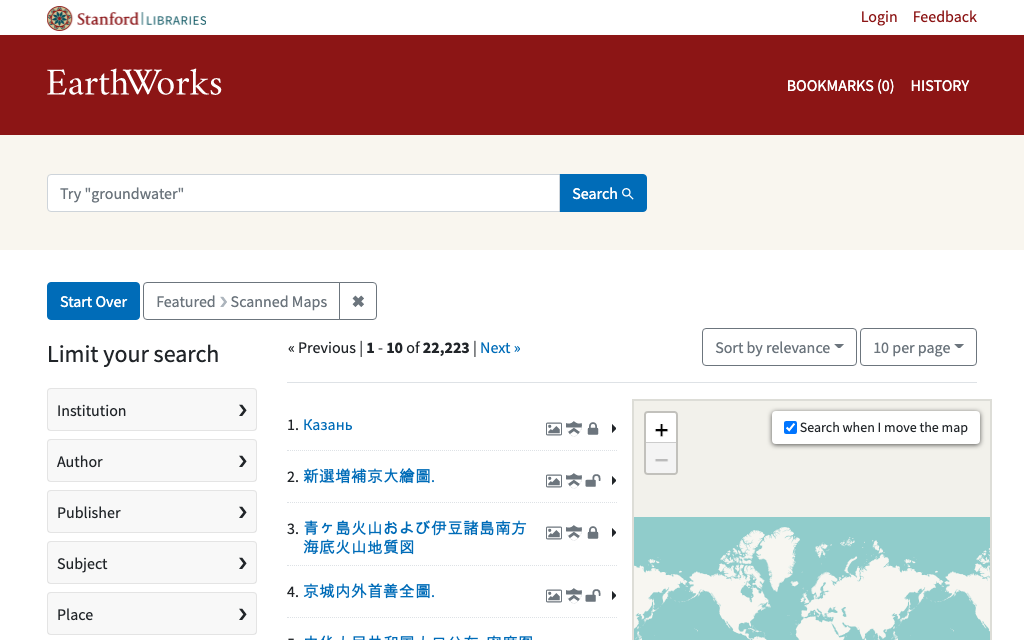 Stanford LIBRARIES
Login Feedback
EarthWorks
BOOKMARKS (0) HISTORY
Try "groundwater"
Search
Start Over
Featured Scanned Maps
Limit your search
« Previous | 1 - 10 of 22,223 | Next »
Sort by relevance
10 per page
Institution
Author
Publisher
Subject
Place
1. Казань
2. 新選増補京大繪圖.
3. 青ヶ島火山および伊豆諸島南方
海底火山地質図
4. 京城内外首善全圖.
Search when I move the map
+
−